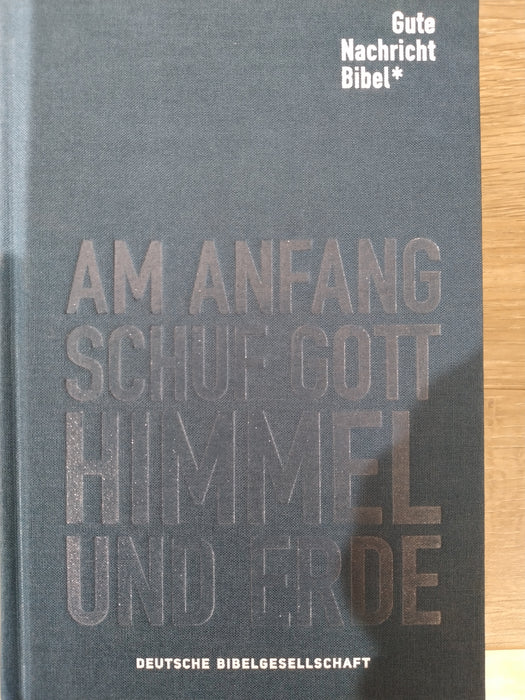 Gute
Nachricht
Bibel*
AM ANFANG
SCHUF GOTT
HIMMEL
UND ERDE
DEUTSCHE BIBELGESELLSCHAFT